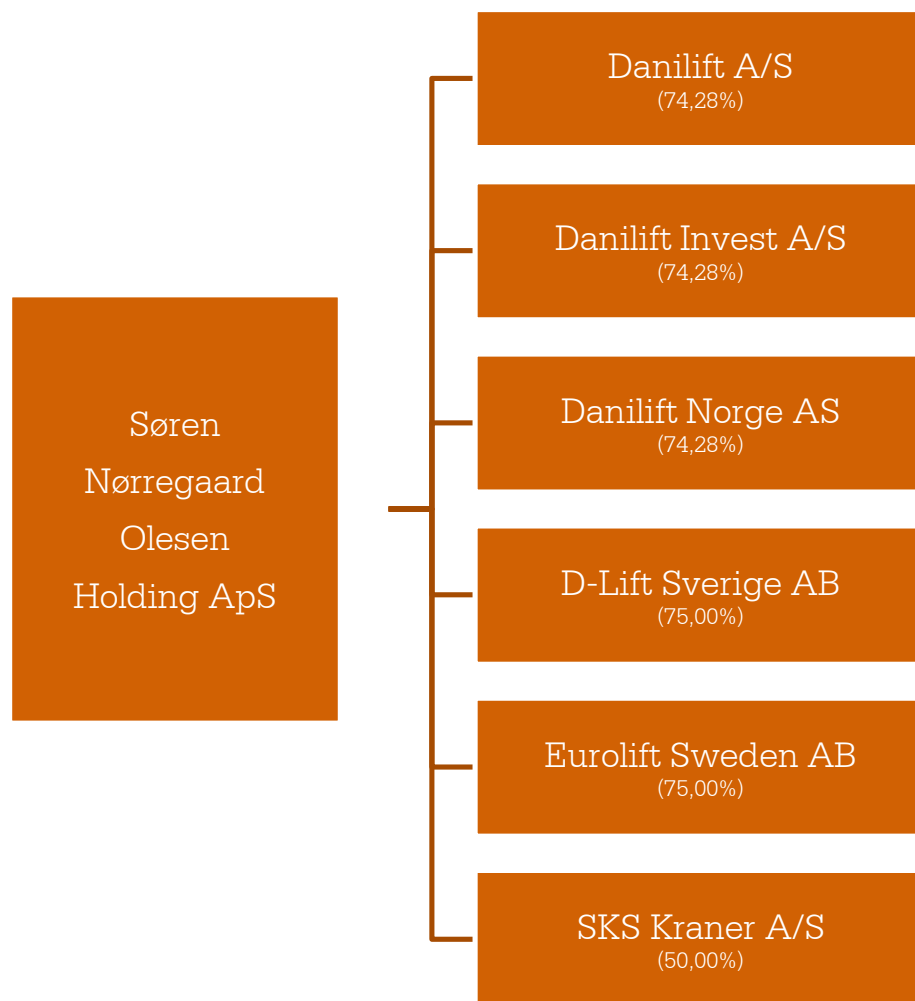 Søren
Nørregaard
Olesen
Holding ApS
Danilift A/S
(74,28%)
Danilift Invest A/S
(74,28%)
Danilift Norge AS
(74,28%)
D-Lift Sverige AB
(75,00%)
Eurolift Sweden AB
(75,00%)
SKS Kraner A/S
(50,00%)